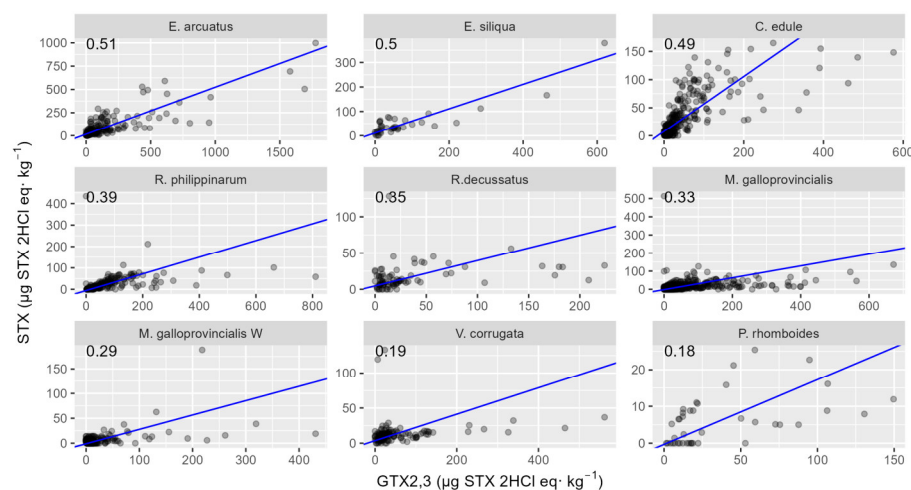 E. arcuatus
E. siliqua
C. edule
0.51
0.5
0.49
1000
750
500
250
0
300
200
100
0
150
100
50
0
0 500 1000 1500
0 200 400 600
0 200 400 600
R. philippinarum
R.decussatus
M. galloprovincialis
0.39
0.35
0.33
400
300
200
100
0
100
50
0
500
400
300
200
100
0
0 200 400 600 800
0 50 100 150 200
0 200 400 600
M. galloprovincialis W
V. corrugata
P. rhomboides
0.29
0.19
0.18
150
100
50
0
100
50
0
20
10
0
0 100 200 300 400
0 200 400
0 50 100 150
STX (µg STX 2HCl eq· kg⁻¹)
GTX2,3 (µg STX 2HCl eq· kg⁻¹)